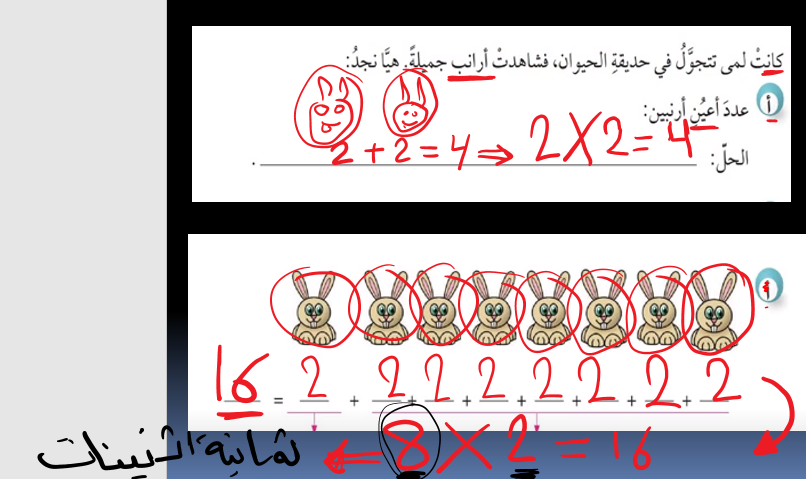 كانتْ لمى تتجوَّلُ في حديقةِ الحيوان، فشاهدتْ أرانب جميلةً. هيَّا نجدُ:
أ عددَ أعيُن أرنبين:
2 + 2 = 4 ⇒ 2 X 2 = 4
الحلّ: .
أ
16 = 2 + 2 + 2 + 2 + 2 + 2 + 2 + 2
ثمانية اثنينات ⇐ 8 X 2 = 16